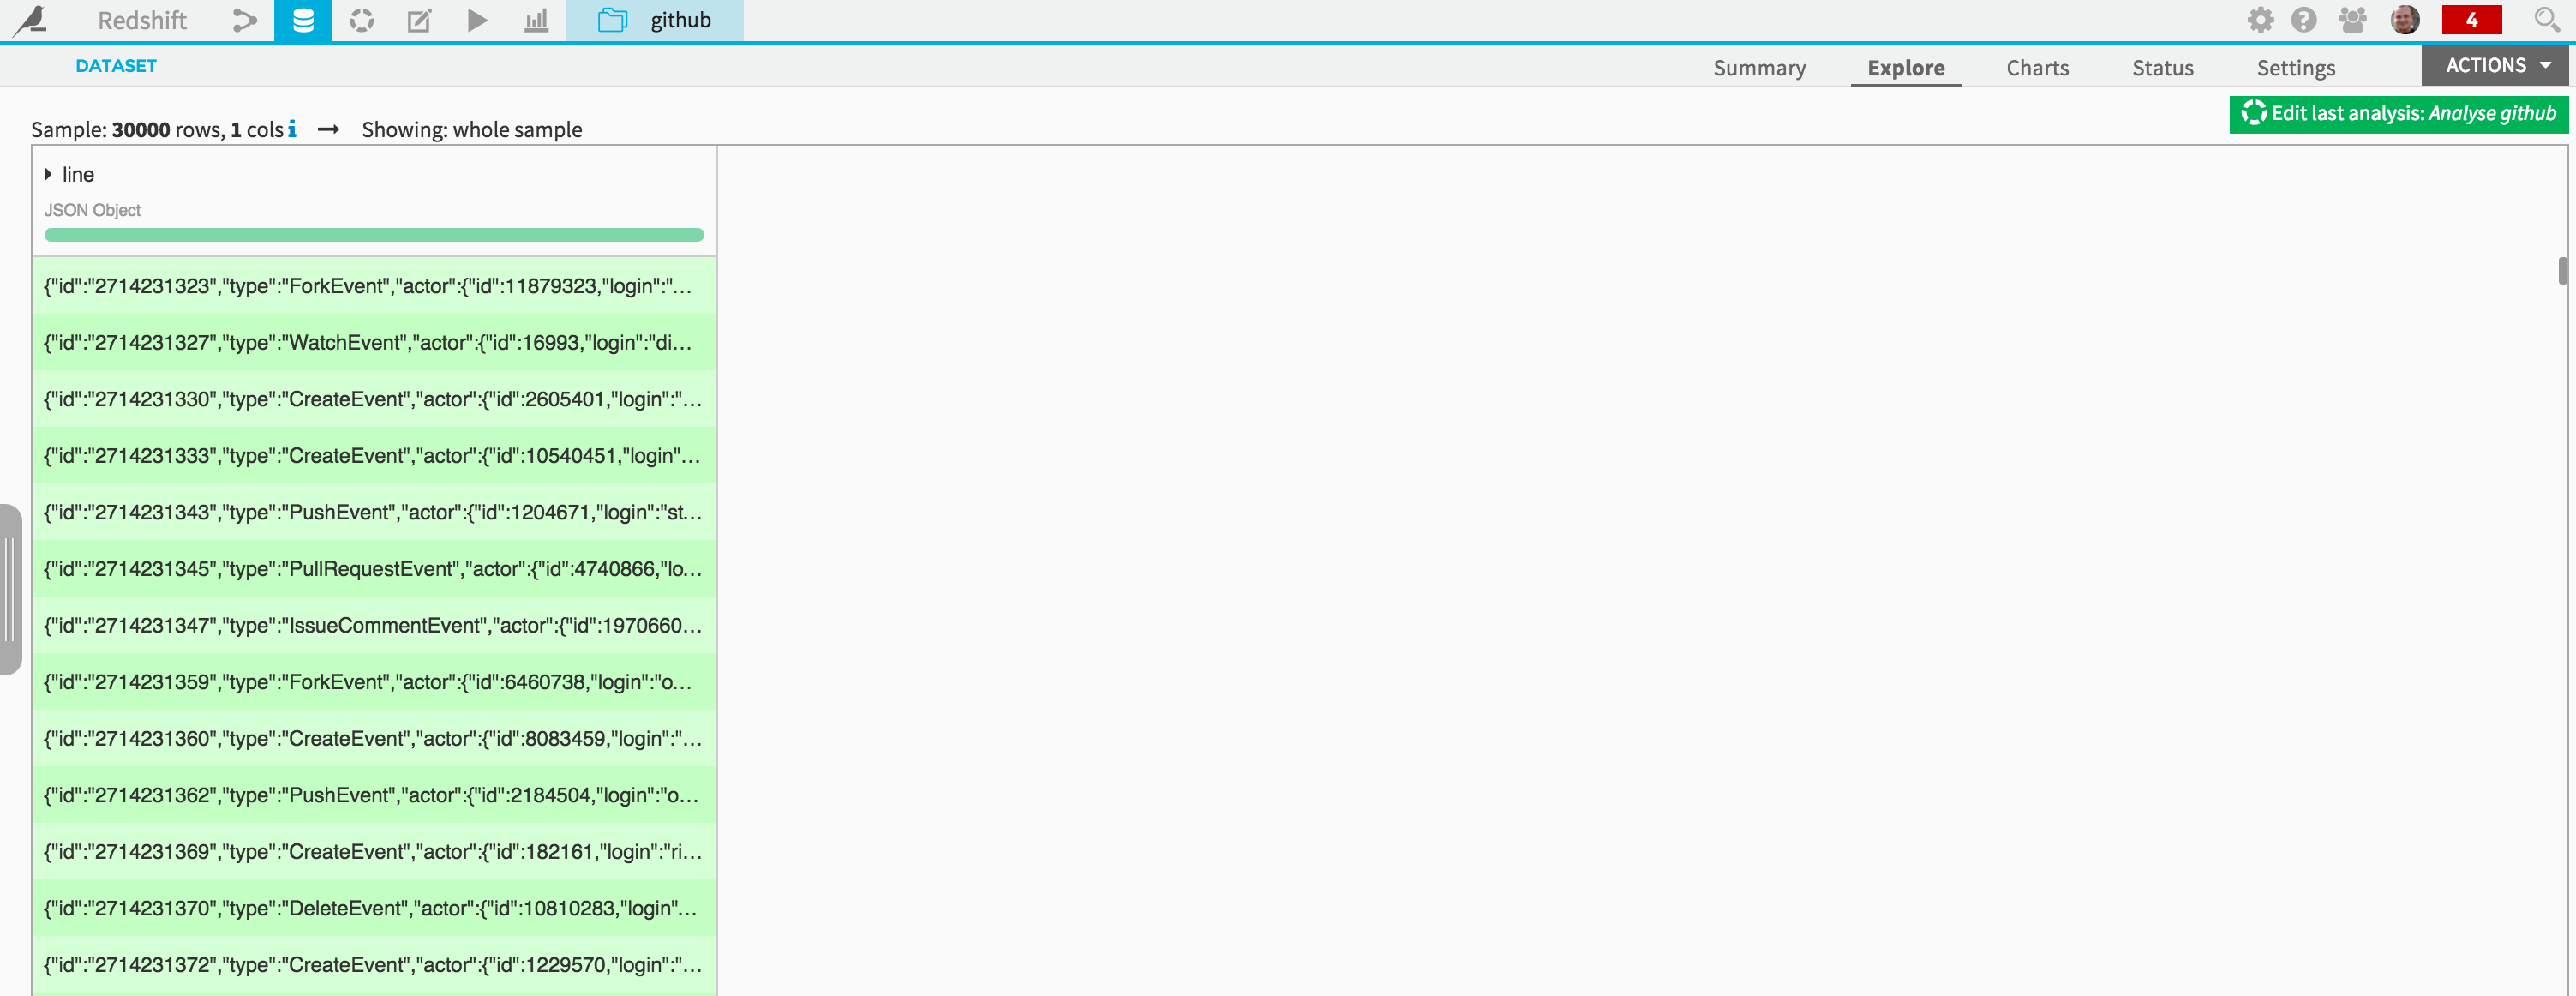 Redshift github 4
DATASET Summary Explore Charts Status Settings ACTIONS
Edit last analysis: Analyse github
Sample: 30000 rows, 1 cols i → Showing: whole sample
line
JSON Object
{"id":"2714231323","type":"ForkEvent","actor":{"id":11879323,"login":"...
{"id":"2714231327","type":"WatchEvent","actor":{"id":16993,"login":"di...
{"id":"2714231330","type":"CreateEvent","actor":{"id":2605401,"login":"...
{"id":"2714231333","type":"CreateEvent","actor":{"id":10540451,"login"...
{"id":"2714231343","type":"PushEvent","actor":{"id":1204671,"login":"st...
{"id":"2714231345","type":"PullRequestEvent","actor":{"id":4740866,"lo...
{"id":"2714231347","type":"IssueCommentEvent","actor":{"id":1970660...
{"id":"2714231359","type":"ForkEvent","actor":{"id":6460738,"login":"o...
{"id":"2714231360","type":"CreateEvent","actor":{"id":8083459,"login":"...
{"id":"2714231362","type":"PushEvent","actor":{"id":2184504,"login":"o...
{"id":"2714231369","type":"CreateEvent","actor":{"id":182161,"login":"ri...
{"id":"2714231370","type":"DeleteEvent","actor":{"id":10810283,"login"...
{"id":"2714231372","type":"CreateEvent","actor":{"id":1229570,"login":"...